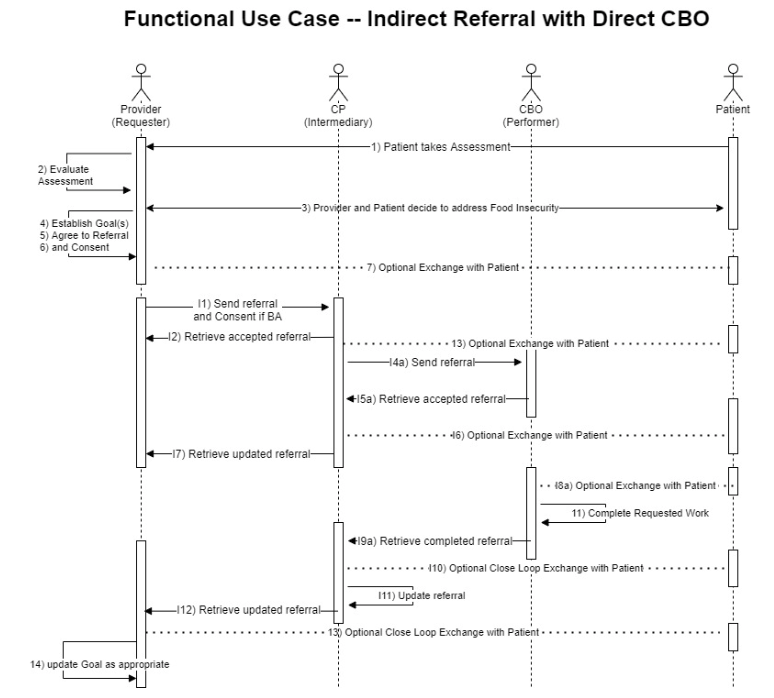 Functional Use Case -- Indirect Referral with Direct CBO
Provider
(Requester)
CP
(Intermediary)
CBO
(Performer)
Patient
1) Patient takes Assessment
2) Evaluate
Assessment
3) Provider and Patient decide to address Food Insecurity
4) Establish Goal(s)
5) Agree to Referral
6) and Consent
7) Optional Exchange with Patient
I1) Send referral
and Consent if BA
I2) Retrieve accepted referral
13) Optional Exchange with Patient
I4a) Send referral
I5a) Retrieve accepted referral
I6) Optional Exchange with Patient
I7) Retrieve updated referral
I8a) Optional Exchange with Patient
11) Complete Requested Work
I9a) Retrieve completed referral
I10) Optional Close Loop Exchange with Patient
I11) Update referral
I12) Retrieve updated referral
13) Optional Close Loop Exchange with Patient
14) update Goal as appropriate